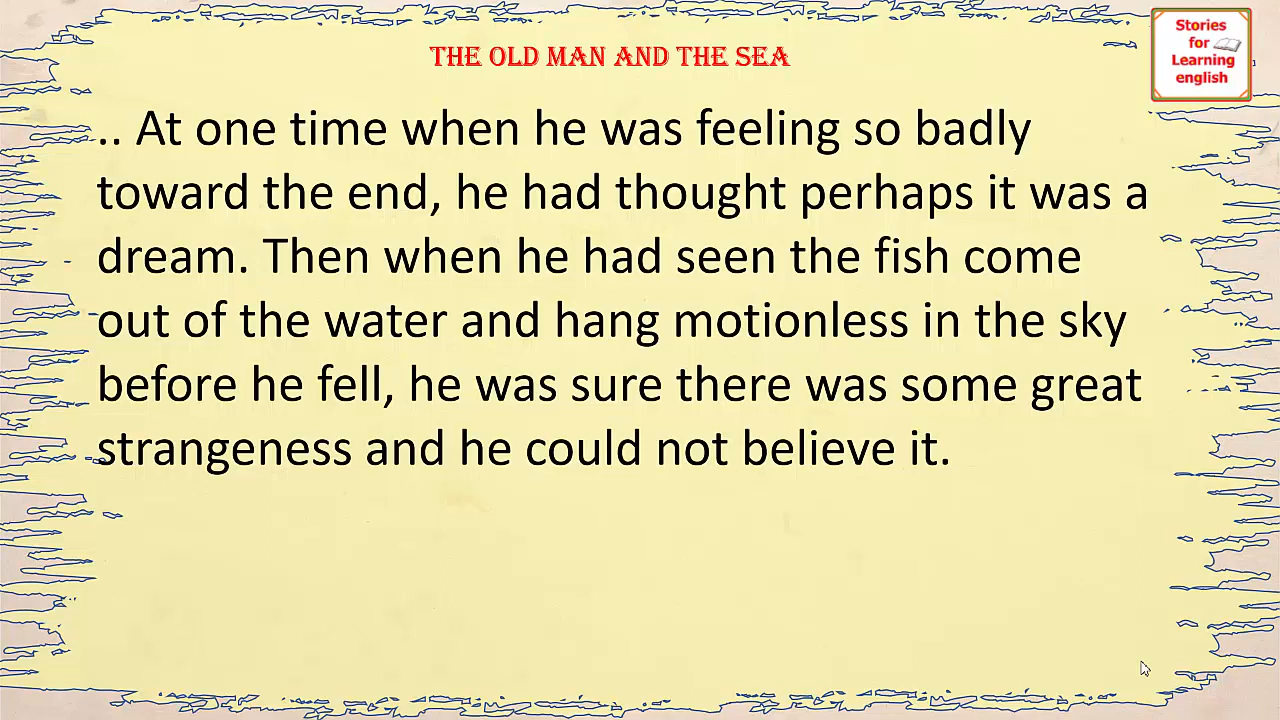 THE OLD MAN AND THE SEA
Stories
for
Learning
english
.. At one time when he was feeling so badly
toward the end, he had thought perhaps it was a
dream. Then when he had seen the fish come
out of the water and hang motionless in the sky
before he fell, he was sure there was some great
strangeness and he could not believe it.